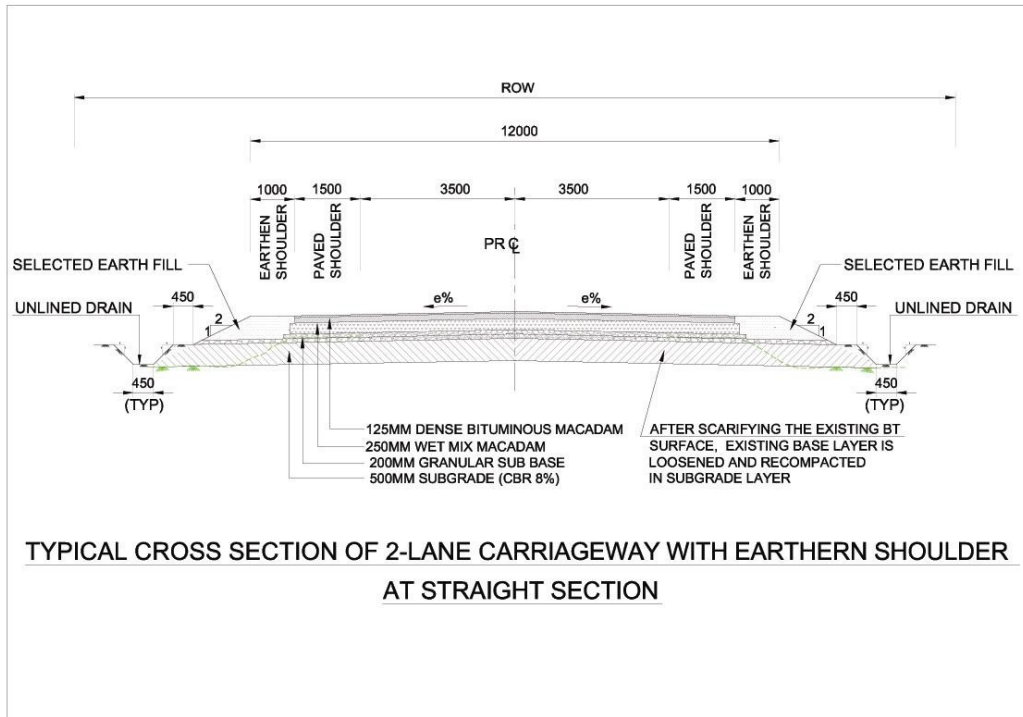 ROW
12000
1000 1500 3500 3500 1500 1000
EARTHEN
SHOULDER
PAVED
SHOULDER
PR ℄
PAVED
SHOULDER
EARTHEN
SHOULDER
SELECTED EARTH FILL
SELECTED EARTH FILL
UNLINED DRAIN
450
2
1
e%
e%
2
1
450
UNLINED DRAIN
450
(TYP)
450
(TYP)
125MM DENSE BITUMINOUS MACADAM
250MM WET MIX MACADAM
200MM GRANULAR SUB BASE
500MM SUBGRADE (CBR 8%)
AFTER SCARIFYING THE EXISTING BT
SURFACE, EXISTING BASE LAYER IS
LOOSENED AND RECOMPACTED
IN SUBGRADE LAYER
TYPICAL CROSS SECTION OF 2-LANE CARRIAGEWAY WITH EARTHERN SHOULDER
AT STRAIGHT SECTION